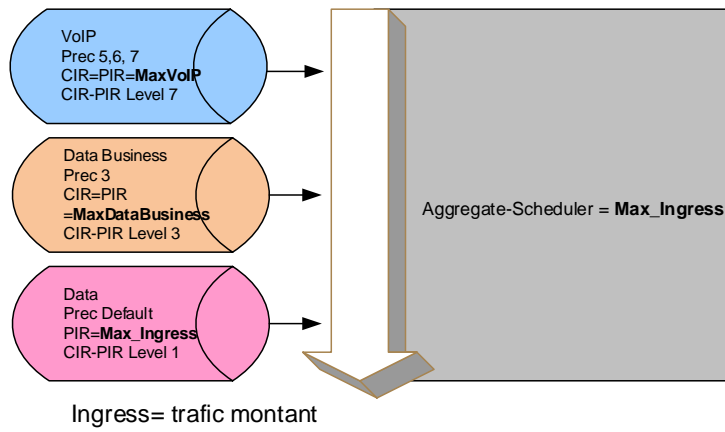 VoIP
Prec 5,6, 7
CIR=PIR=MaxVoIP
CIR-PIR Level 7
Data Business
Prec 3
CIR=PIR
=MaxDataBusiness
CIR-PIR Level 3
Data
Prec Default
PIR=Max_Ingress
CIR-PIR Level 1
Aggregate-Scheduler = Max_Ingress
Ingress= trafic montant